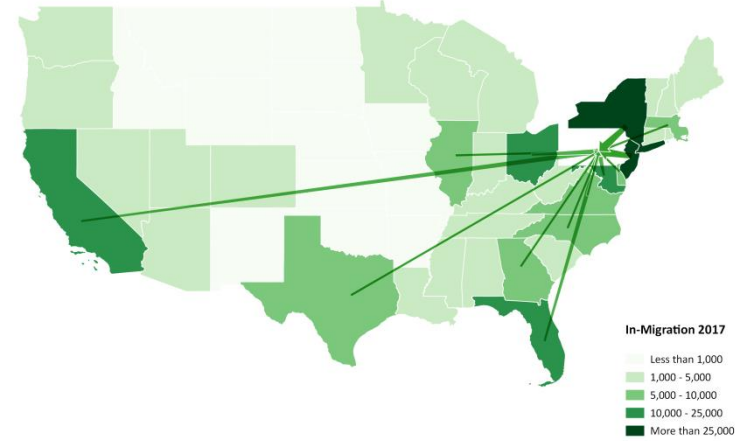 In-Migration 2017
Less than 1,000
1,000 - 5,000
5,000 - 10,000
10,000 - 25,000
More than 25,000